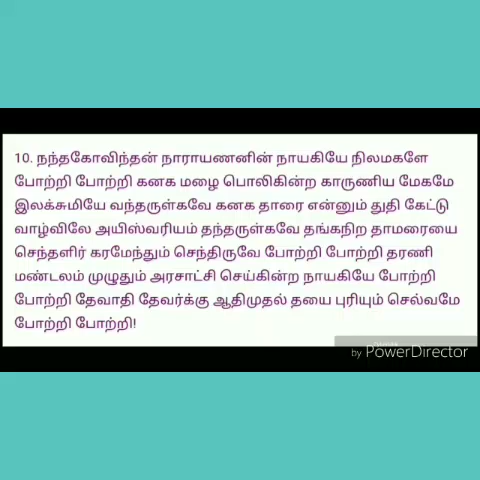 10. நந்தகோவிந்தன் நாராயணனின் நாயகியே நிலமகளே
போற்றி போற்றி கனக மழை பொலிகின்ற காருணிய மேகமே
இலக்சுமியே வந்தருள்கவே கனக தாரை என்னும் துதி கேட்டு
வாழ்விலே அயிஸ்வரியம் தந்தருள்கவே தங்கநிற தாமரையை
செந்தளிர் கரமேந்தும் செந்திருவே போற்றி போற்றி தரணி
மண்டலம் முழுதும் அரசாட்சி செய்கின்ற நாயகியே போற்றி
போற்றி தேவாதி தேவர்க்கு ஆதிமுதல் தயை புரியும் செல்வமே
போற்றி போற்றி!
by PowerDirector